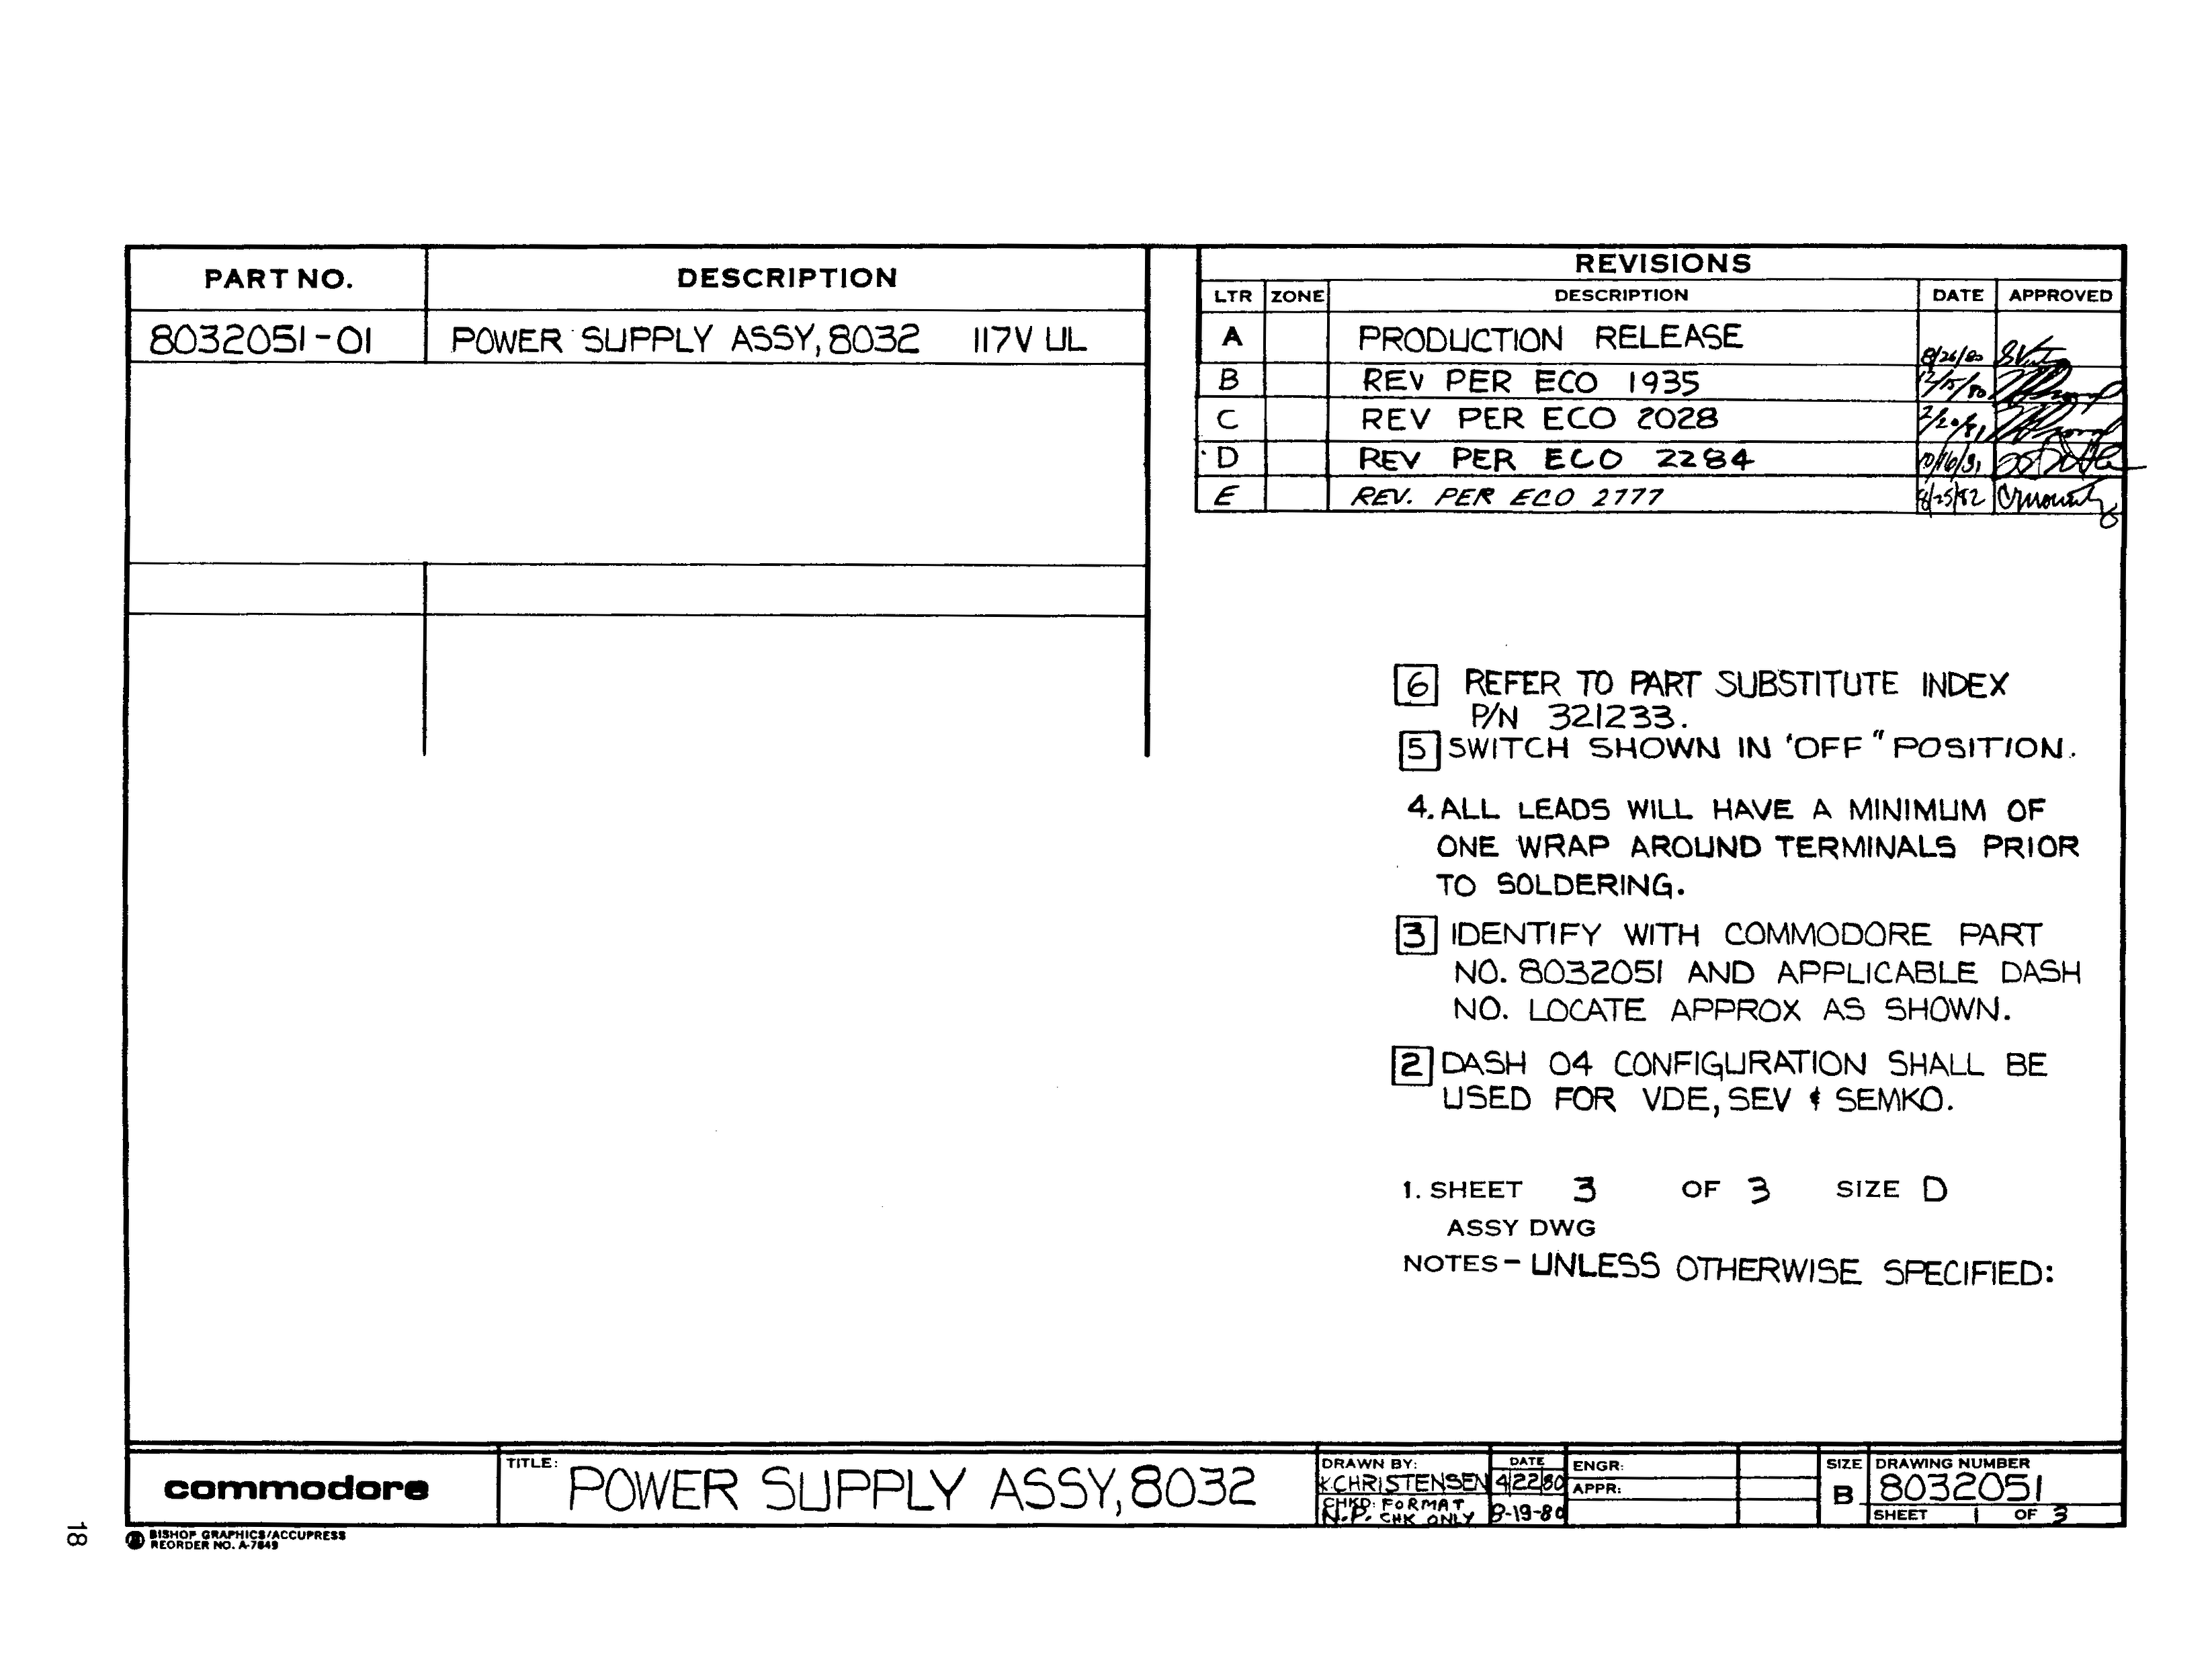 PART NO. DESCRIPTION
8032051-01 POWER SUPPLY ASSY, 8032 117V UL
REVISIONS
LTR ZONE DESCRIPTION DATE APPROVED
A PRODUCTION RELEASE 8/26/80
B REV PER ECO 1935 12/15/80
C REV PER ECO 2028 2/20/81
D REV PER ECO 2284 10/16/81
E REV. PER ECO 2777 8/25/82
6 REFER TO PART SUBSTITUTE INDEX
P/N 321233.
5 SWITCH SHOWN IN 'OFF" POSITION.
4. ALL LEADS WILL HAVE A MINIMUM OF
ONE WRAP AROUND TERMINALS PRIOR
TO SOLDERING.
3 IDENTIFY WITH COMMODORE PART
NO. 8032051 AND APPLICABLE DASH
NO. LOCATE APPROX AS SHOWN.
2 DASH 04 CONFIGURATION SHALL BE
USED FOR VDE, SEV & SEMKO.
1. SHEET 3 OF 3 SIZE D
ASSY DWG
NOTES - UNLESS OTHERWISE SPECIFIED:
commodore
TITLE: POWER SUPPLY ASSY, 8032
DRAWN BY: DATE
K.CHRISTENSEN 4/22/80
CHKD: FORMAT
N.P. CHK ONLY 8-19-80
ENGR:
APPR:
SIZE B
DRAWING NUMBER
8032051
SHEET 1 OF 3
BISHOP GRAPHICS/ACCUPRESS
REORDER NO. A-7849
18